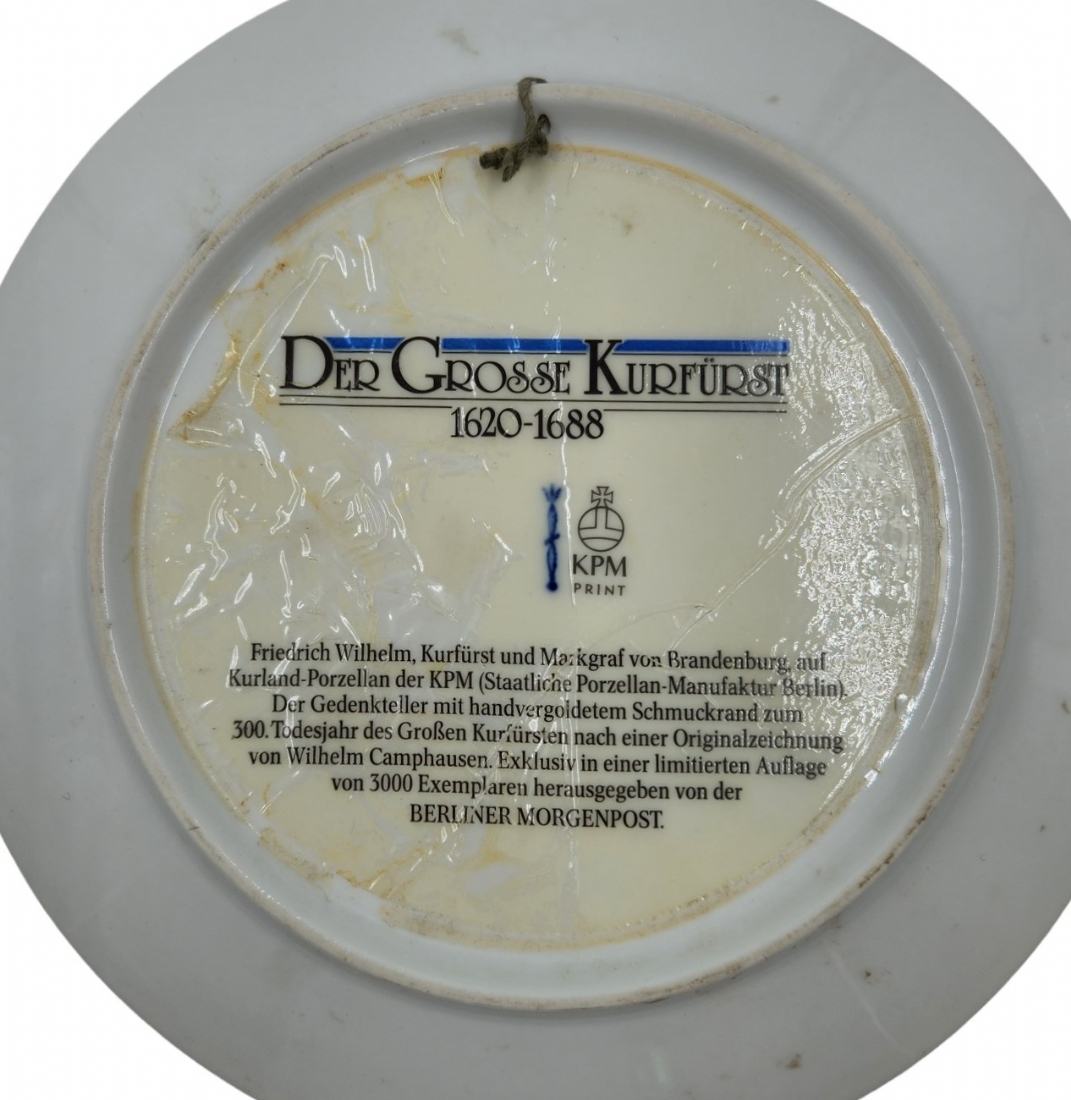 DER GROSSE KURFÜRST
1620-1688
KPM
PRINT
Friedrich Wilhelm, Kurfürst und Markgraf von Brandenburg, auf
Kurland-Porzellan der KPM (Staatliche Porzellan-Manufaktur Berlin).
Der Gedenkteller mit handvergoldetem Schmuckrand zum
300. Todesjahr des Großen Kurfürsten nach einer Originalzeichnung
von Wilhelm Camphausen. Exklusiv in einer limitierten Auflage
von 3000 Exemplaren herausgegeben von der
BERLINER MORGENPOST.